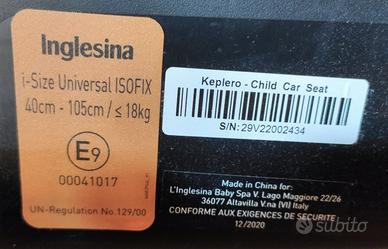 Inglesina
i-Size Universal ISOFIX
40cm - 105cm / ≤ 18kg
E9
00041017
UN-Regulation No.129/00
Keplero - Child Car Seat
S/N: 29V22002434
Made in China for:
L'Inglesina Baby Spa V. Lago Maggiore 22/26
36077 Altavilla V.na (VI) Italy
CONFORME AUX EXIGENCES DE SECURITE
12/2020
subito